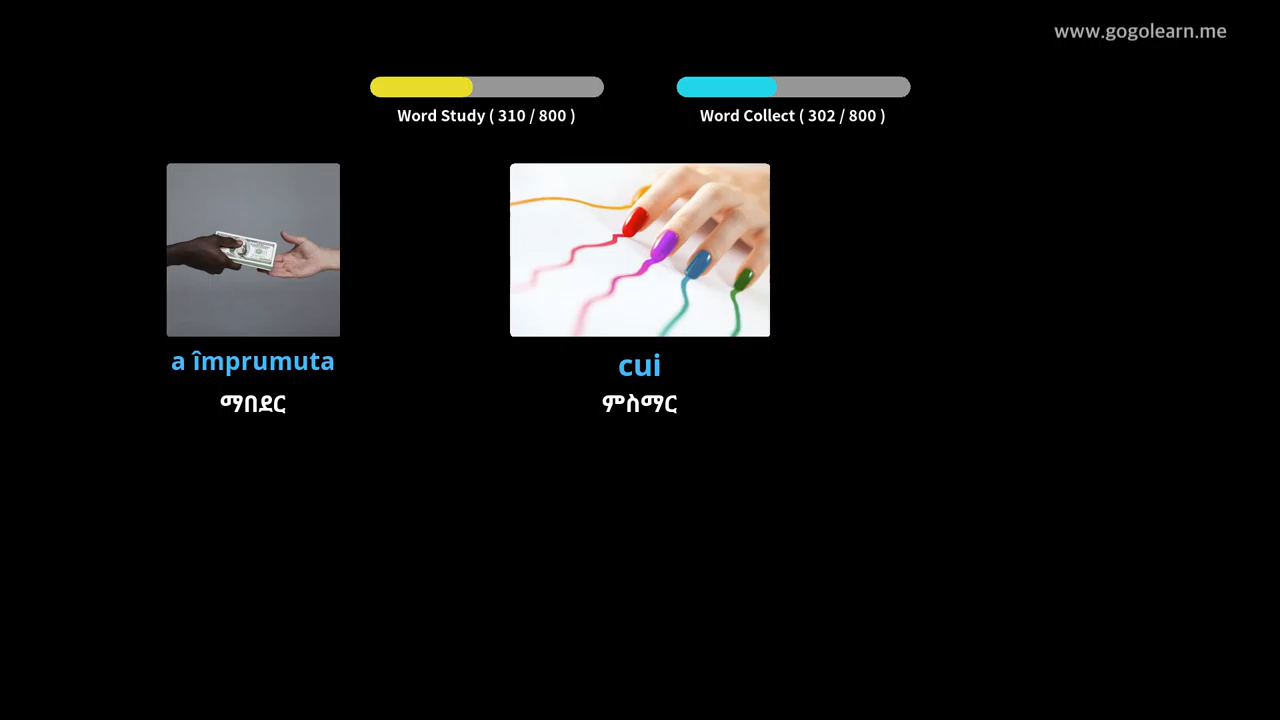 www.gogolearn.me
Word Study ( 310 / 800 )
Word Collect ( 302 / 800 )
a împrumuta
ማበደር
cui
ምስማር